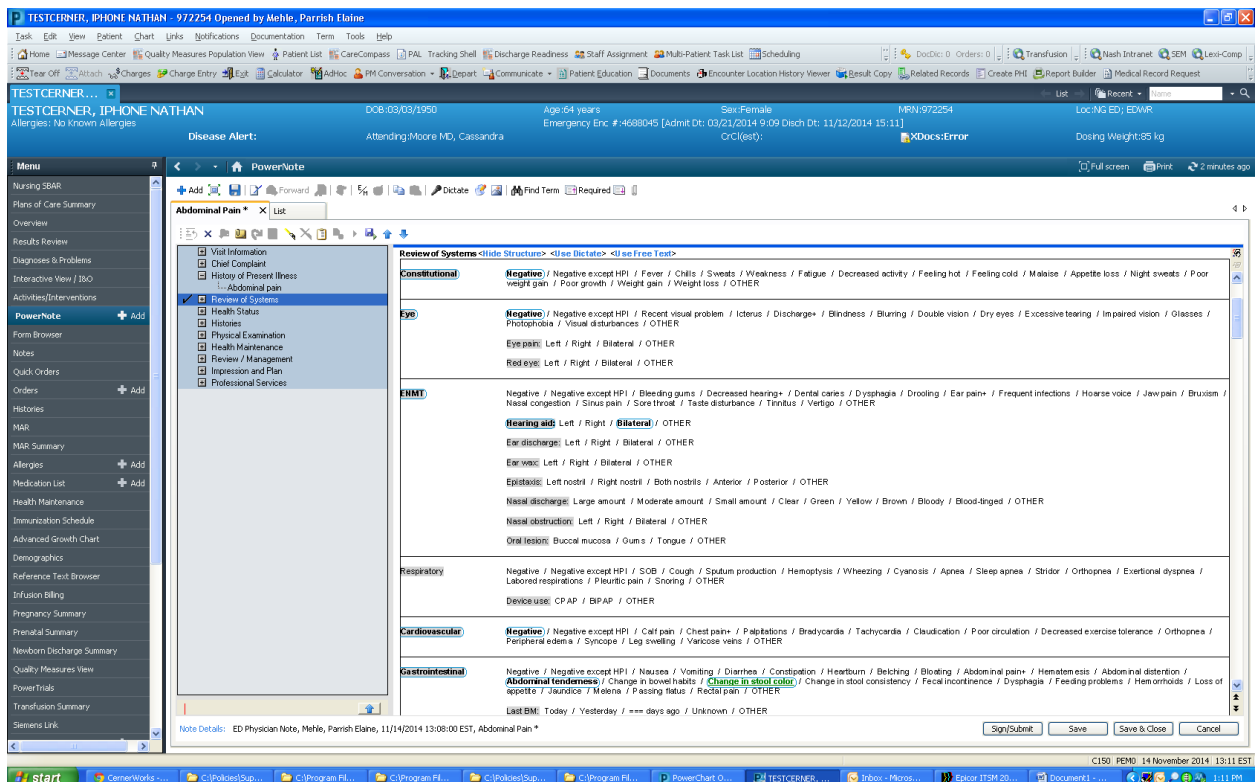 TESTCERNER, IPHONE NATHAN - 972254 Opened by Mehle, Parrish Elaine
Task Edit View Patient Chart Links Notifications Documentation Term Tools Help
Home Message Center Quality Measures Population View Patient List CareCompass PAL Tracking Shell Discharge Readiness Staff Assignment Multi-Patient Task List Scheduling DocDic: 0 Orders: 0 Transfusion Nash Intranet SEM Lexi-Comp
Tear Off Attach Charges Charge Entry Exit Calculator AdHoc PM Conversation Depart Communicate Patient Education Documents Encounter Location History Viewer Result Copy Related Records Create PHI Report Builder Medical Record Request
TESTCERNER... List Recent Name
TESTCERNER, IPHONE NATHAN DOB:03/03/1950 Age:64 years Sex:Female MRN:972254 Loc:NG ED; EDWR
Allergies: No Known Allergies Emergency Enc #:4688045 [Admit Dt: 03/21/2014 9:09 Disch Dt: 11/12/2014 15:11]
Disease Alert: Attending:Moore MD, Cassandra CrCl(est): XDocs:Error Dosing Weight:85 kg
Menu PowerNote Full screen Print 2 minutes ago
Nursing SBAR
Plans of Care Summary
Overview
Results Review
Diagnoses & Problems
Interactive View / I&O
Activities/Interventions
PowerNote Add
Form Browser
Notes
Quick Orders
Orders Add
Histories
MAR
MAR Summary
Allergies Add
Medication List Add
Health Maintenance
Immunization Schedule
Advanced Growth Chart
Demographics
Reference Text Browser
Infusion Billing
Pregnancy Summary
Prenatal Summary
Newborn Discharge Summary
Quality Measures View
PowerTrials
Transfusion Summary
Siemens Link
Add Forward Dictate Find Term Required
Abdominal Pain * X List
Visit Information
Chief Complaint
History of Present Illness
Abdominal pain
Review of Systems
Health Status
Histories
Physical Examination
Health Maintenance
Review / Management
Impression and Plan
Professional Services
Review of Systems <Hide Structure> <Use Dictate> <Use Free Text>
Constitutional Negative / Negative except HPI / Fever / Chills / Sweats / Weakness / Fatigue / Decreased activity / Feeling hot / Feeling cold / Malaise / Appetite loss / Night sweats / Poor
weight gain / Poor growth / Weight gain / Weight loss / OTHER
Eye Negative / Negative except HPI / Recent visual problem / Icterus / Discharge+ / Blindness / Blurring / Double vision / Dry eyes / Excessive tearing / Impaired vision / Glasses /
Photophobia / Visual disturbances / OTHER
Eye pain: Left / Right / Bilateral / OTHER
Red eye: Left / Right / Bilateral / OTHER
ENMT Negative / Negative except HPI / Bleeding gums / Decreased hearing+ / Dental caries / Dysphagia / Drooling / Ear pain+ / Frequent infections / Hoarse voice / Jaw pain / Bruxism /
Nasal congestion / Sinus pain / Sore throat / Taste disturbance / Tinnitus / Vertigo / OTHER
Hearing aid: Left / Right / Bilateral / OTHER
Ear discharge: Left / Right / Bilateral / OTHER
Ear wax: Left / Right / Bilateral / OTHER
Epistaxis: Left nostril / Right nostril / Both nostrils / Anterior / Posterior / OTHER
Nasal discharge: Large amount / Moderate amount / Small amount / Clear / Green / Yellow / Brown / Bloody / Blood-tinged / OTHER
Nasal obstruction: Left / Right / Bilateral / OTHER
Oral lesion: Buccal mucosa / Gums / Tongue / OTHER
Respiratory Negative / Negative except HPI / SOB / Cough / Sputum production / Hemoptysis / Wheezing / Cyanosis / Apnea / Sleep apnea / Stridor / Orthopnea / Exertional dyspnea /
Labored respirations / Pleuritic pain / Snoring / OTHER
Device use: CPAP / BiPAP / OTHER
Cardiovascular Negative / Negative except HPI / Calf pain / Chest pain+ / Palpitations / Bradycardia / Tachycardia / Claudication / Poor circulation / Decreased exercise tolerance / Orthopnea /
Peripheral edema / Syncope / Leg swelling / Varicose veins / OTHER
Gastrointestinal Negative / Negative except HPI / Nausea / Vomiting / Diarrhea / Constipation / Heartburn / Belching / Bloating / Abdominal pain+ / Hematemesis / Abdominal distention /
Abdominal tenderness / Change in bowel habits / Change in stool color / Change in stool consistency / Fecal incontinence / Dysphagia / Feeding problems / Hemorrhoids / Loss of
appetite / Jaundice / Melena / Passing flatus / Rectal pain / OTHER
Last BM: Today / Yesterday / === days ago / Unknown / OTHER
Note Details: ED Physician Note, Mehle, Parrish Elaine, 11/14/2014 13:08:00 EST, Abdominal Pain *
Sign/Submit Save Save & Close Cancel
C150 PEM0 14 November 2014 13:11 EST
start CernerWorks -... C:\Policies\Sup... C:\Program Fil... C:\Program Fil... C:\Policies\Sup... C:\Program Fil... PowerChart O... TESTCERNER, ... Inbox - Micros... Epicor ITSM 20... Document1 - ... 1:11 PM